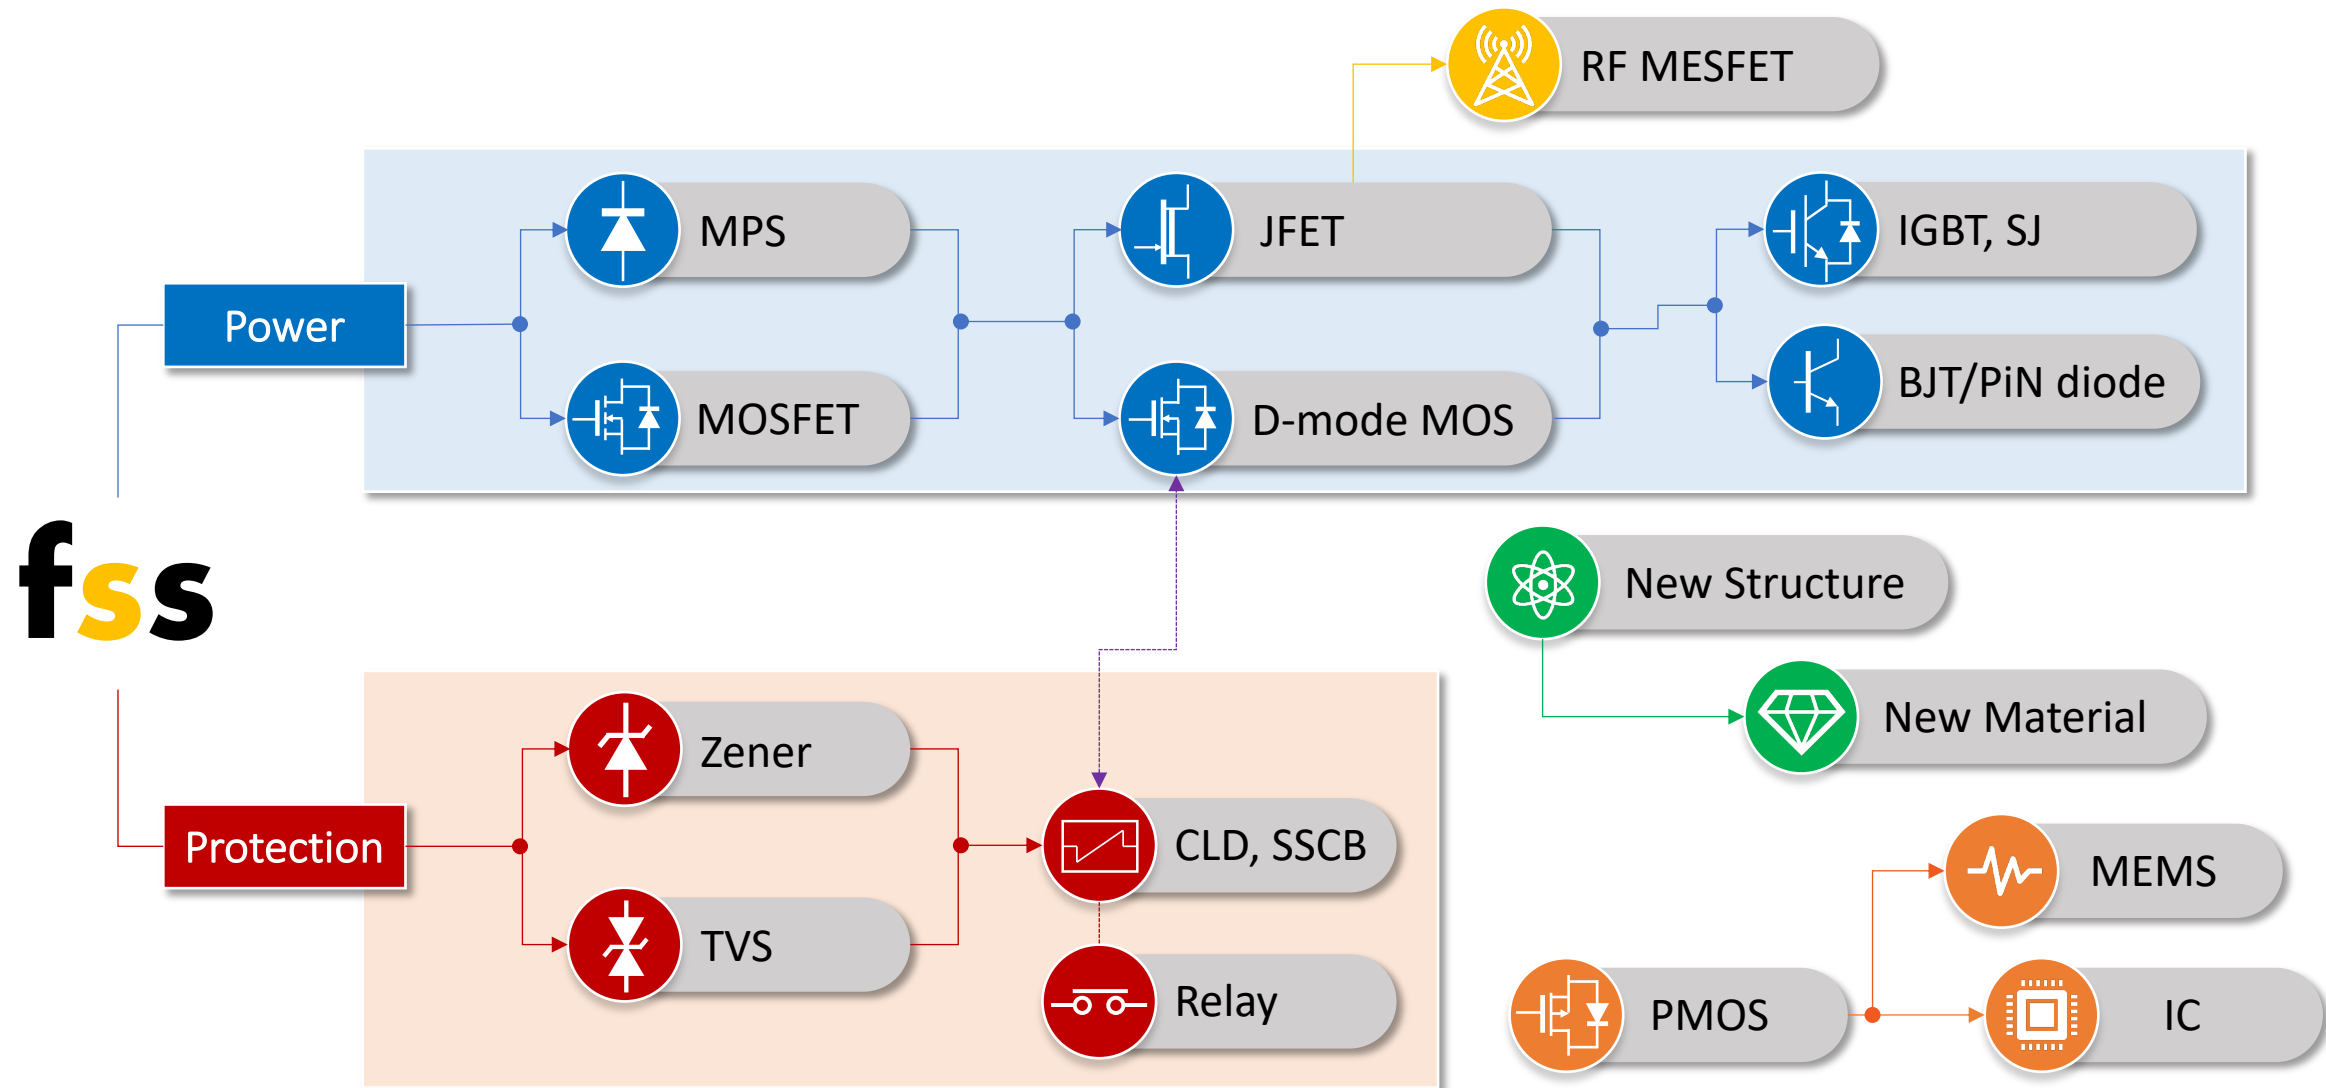 RF MESFET
MPS
JFET
IGBT, SJ
Power
BJT/PiN diode
MOSFET
D-mode MOS
fss
New Structure
New Material
Zener
Protection
CLD, SSCB
MEMS
TVS
Relay
PMOS
IC